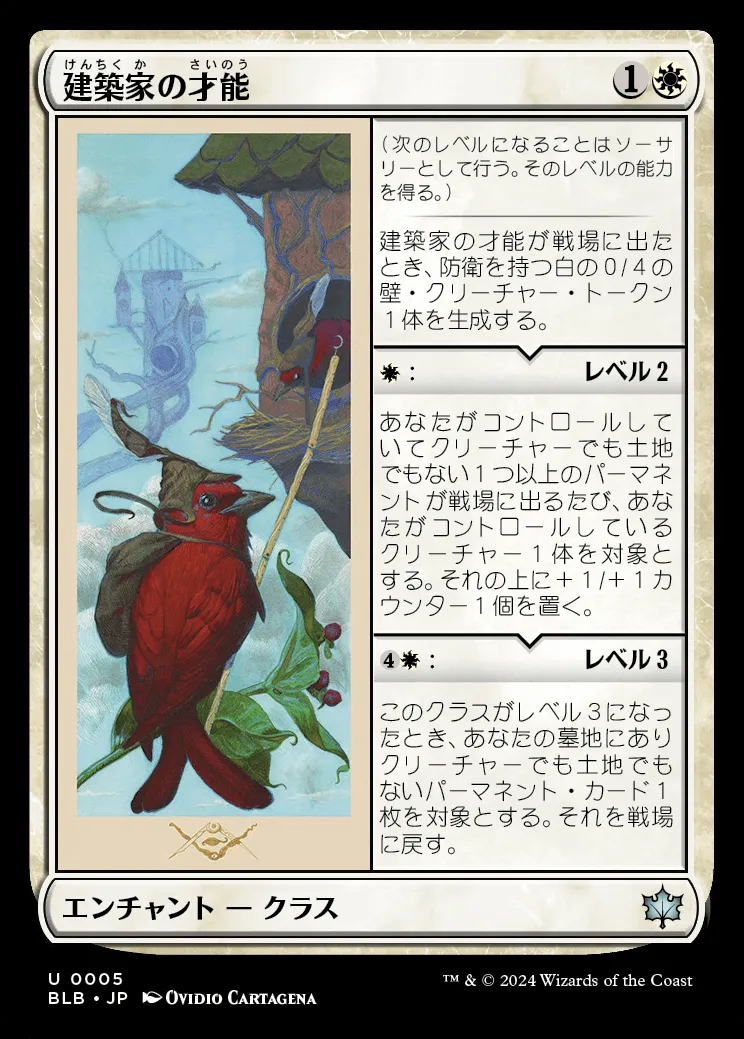 けんちくか さいのう
建築家の才能
1
(次のレベルになることはソーサ
リーとして行う。そのレベルの能力
を得る。)
建築家の才能が戦場に出た
とき、防衛を持つ白の0/4の
壁・クリーチャー・トークン
1体を生成する。
: レベル 2
あなたがコントロールして
いてクリーチャーでも土地
でもない1つ以上のパーマネ
ントが戦場に出るたび、あな
たがコントロールしている
クリーチャー1体を対象と
する。それの上に+1/+1カ
ウンター1個を置く。
4 : レベル 3
このクラスがレベル3になっ
たとき、あなたの墓地にあり
クリーチャーでも土地でも
ないパーマネント・カード1
枚を対象とする。それを戦場
に戻す。
エンチャント — クラス
U 0005
BLB • JP Ovidio Cartagena
™ & © 2024 Wizards of the Coast